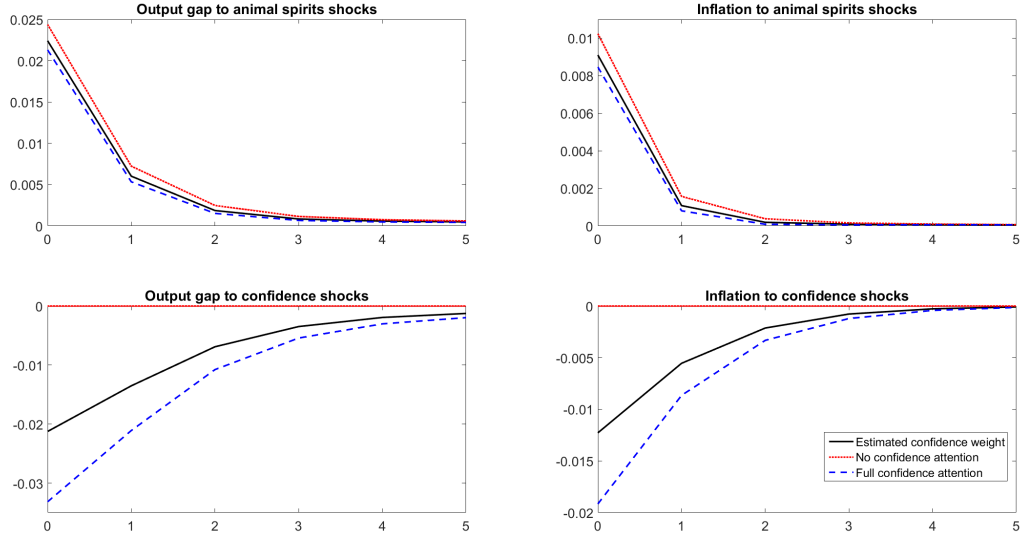 Output gap to animal spirits shocks
0.025
0.02
0.015
0.01
0.005
0
0 1 2 3 4 5
Inflation to animal spirits shocks
0.01
0.008
0.006
0.004
0.002
0
0 1 2 3 4 5
Output gap to confidence shocks
0
-0.01
-0.02
-0.03
0 1 2 3 4 5
Inflation to confidence shocks
0
-0.005
-0.01
-0.015
-0.02
0 1 2 3 4 5
Estimated confidence weight
No confidence attention
Full confidence attention